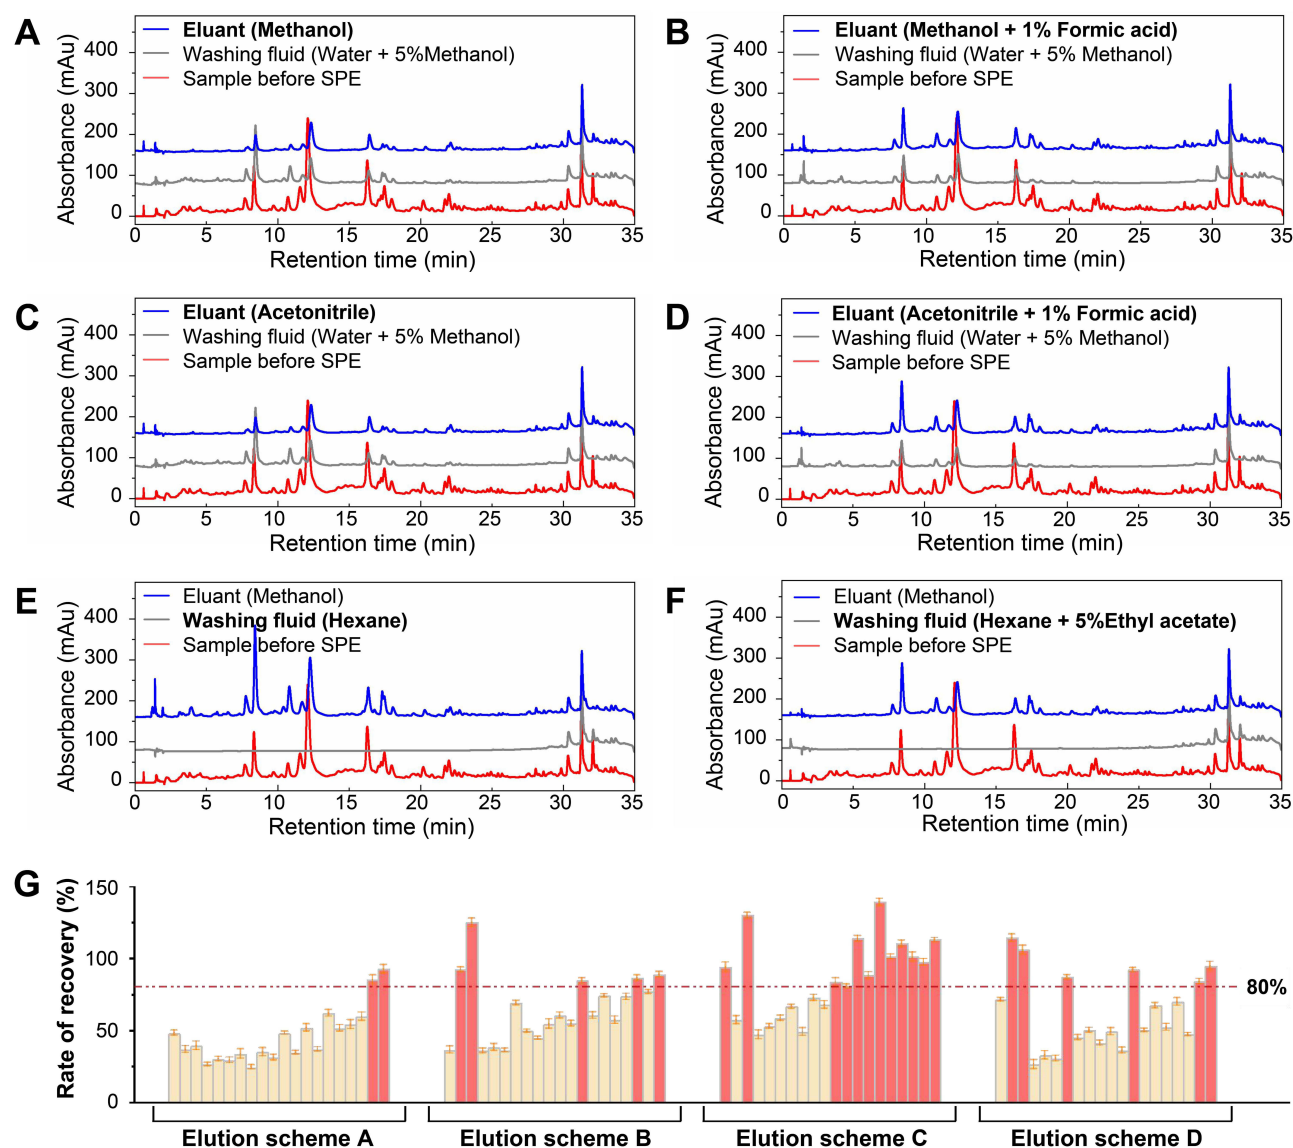 A
Eluant (Methanol)
Washing fluid (Water + 5%Methanol)
Sample before SPE
Absorbance (mAu)
400
300
200
100
0
0 5 10 15 20 25 30 35
Retention time (min)
B
Eluant (Methanol + 1% Formic acid)
Washing fluid (Water + 5% Methanol)
Sample before SPE
Absorbance (mAu)
400
300
200
100
0
0 5 10 15 20 25 30 35
Retention time (min)
C
Eluant (Acetonitrile)
Washing fluid (Water + 5% Methanol)
Sample before SPE
Absorbance (mAu)
400
300
200
100
0
0 5 10 15 20 25 30 35
Retention time (min)
D
Eluant (Acetonitrile + 1% Formic acid)
Washing fluid (Water + 5% Methanol)
Sample before SPE
Absorbance (mAu)
400
300
200
100
0
0 5 10 15 20 25 30 35
Retention time (min)
E
Eluant (Methanol)
Washing fluid (Hexane)
Sample before SPE
Absorbance (mAu)
400
300
200
100
0
0 5 10 15 20 25 30 35
Retention time (min)
F
Eluant (Methanol)
Washing fluid (Hexane + 5%Ethyl acetate)
Sample before SPE
Absorbance (mAu)
400
300
200
100
0
0 5 10 15 20 25 30 35
Retention time (min)
G
Rate of recovery (%)
150
100
50
0
80%
Elution scheme A Elution scheme B Elution scheme C Elution scheme D